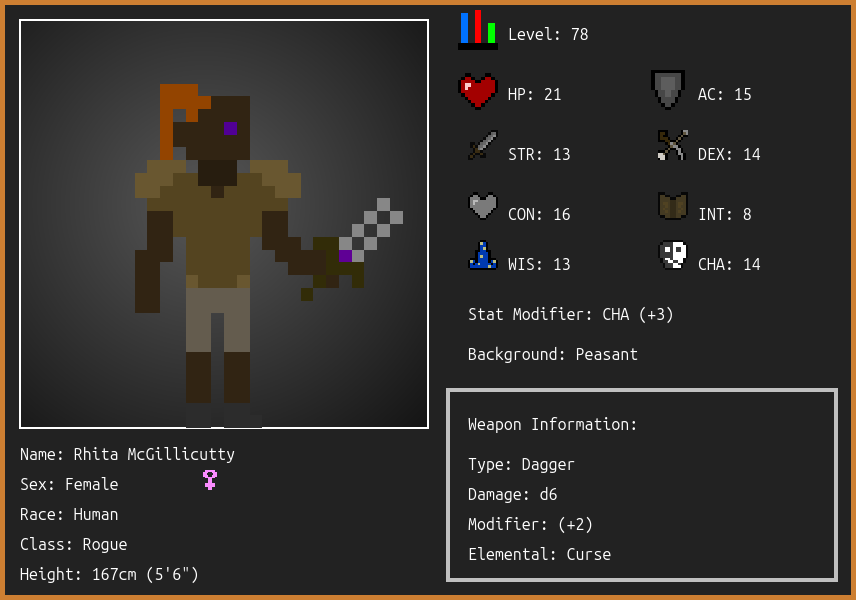 Level: 78
HP: 21
AC: 15
STR: 13
DEX: 14
CON: 16
INT: 8
WIS: 13
CHA: 14
Stat Modifier: CHA (+3)
Background: Peasant
Weapon Information:
Type: Dagger
Damage: d6
Modifier: (+2)
Elemental: Curse
Name: Rhita McGillicutty
Sex: Female
Race: Human
Class: Rogue
Height: 167cm (5'6")